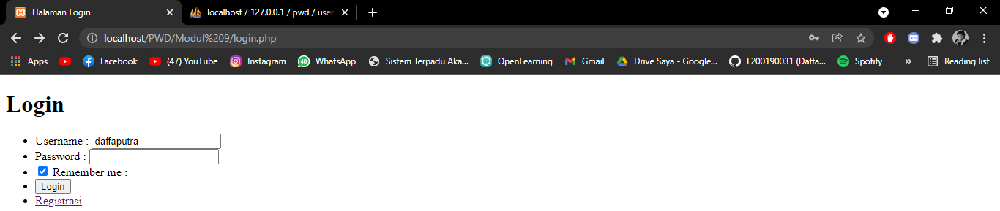 Halaman Login
localhost / 127.0.0.1 / pwd / user
localhost/PWD/Modul%209/login.php
Apps Facebook (47) YouTube Instagram 48 WhatsApp Sistem Terpadu Aka... OpenLearning Gmail Drive Saya - Google... L200190031 (Daffa... Spotify » Reading list
Login
Username : daffaputra
Password :
Remember me :
Login
Registrasi